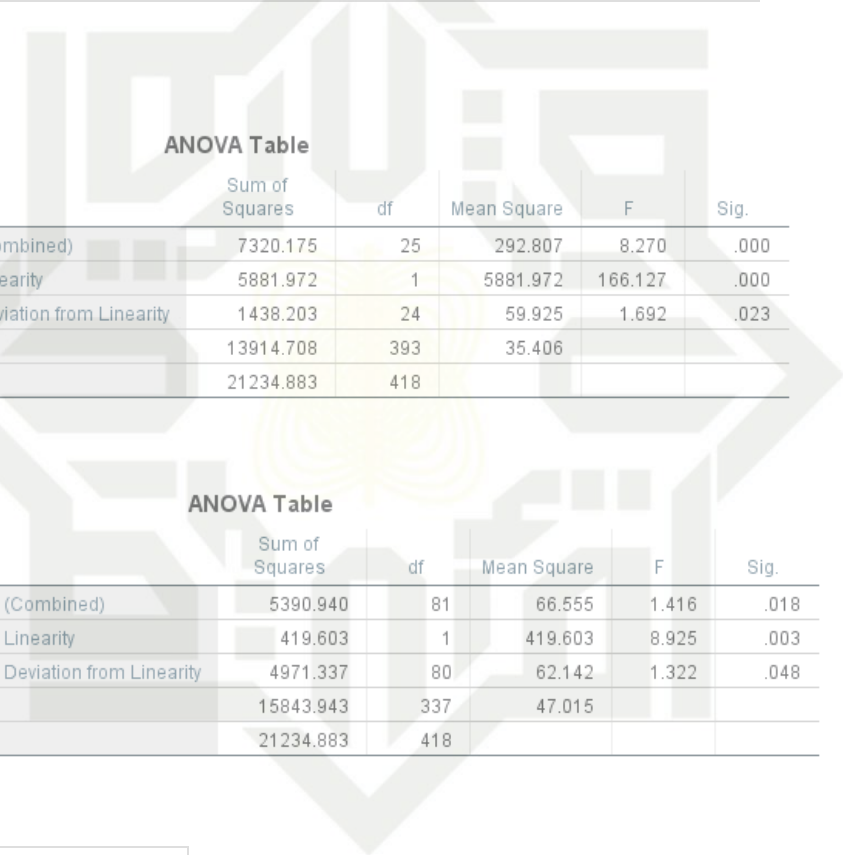 ANOVA Table
Sum of
Squares df Mean Square F Sig.
ombined) 7320.175 25 292.807 8.270 .000
earity 5881.972 1 5881.972 166.127 .000
viation from Linearity 1438.203 24 59.925 1.692 .023
13914.708 393 35.406
21234.883 418
ANOVA Table
Sum of
Squares df Mean Square F Sig.
(Combined) 5390.940 81 66.555 1.416 .018
Linearity 419.603 1 419.603 8.925 .003
Deviation from Linearity 4971.337 80 62.142 1.322 .048
15843.943 337 47.015
21234.883 418